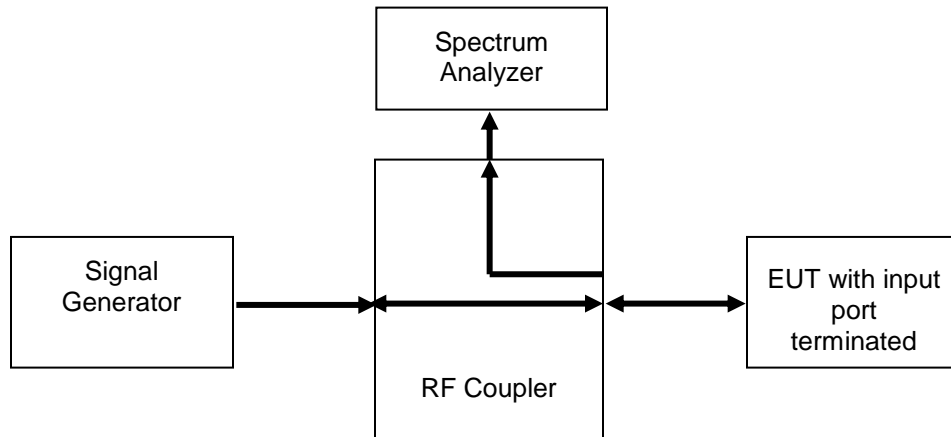 Spectrum
Analyzer
Signal
Generator
EUT with input
port
terminated
RF Coupler